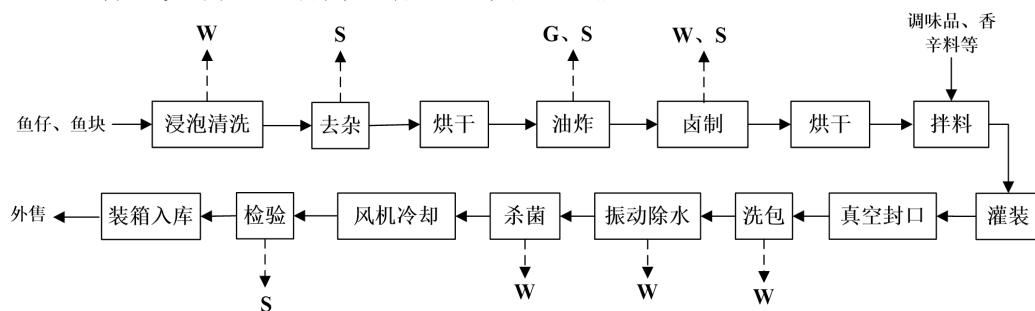 W
S
G、S
W、S
调味品、香
辛料等
鱼仔、鱼块
浸泡清洗
去杂
烘干
油炸
卤制
烘干
拌料
外售
装箱入库
检验
风机冷却
杀菌
振动除水
洗包
真空封口
灌装
S
W
W
W